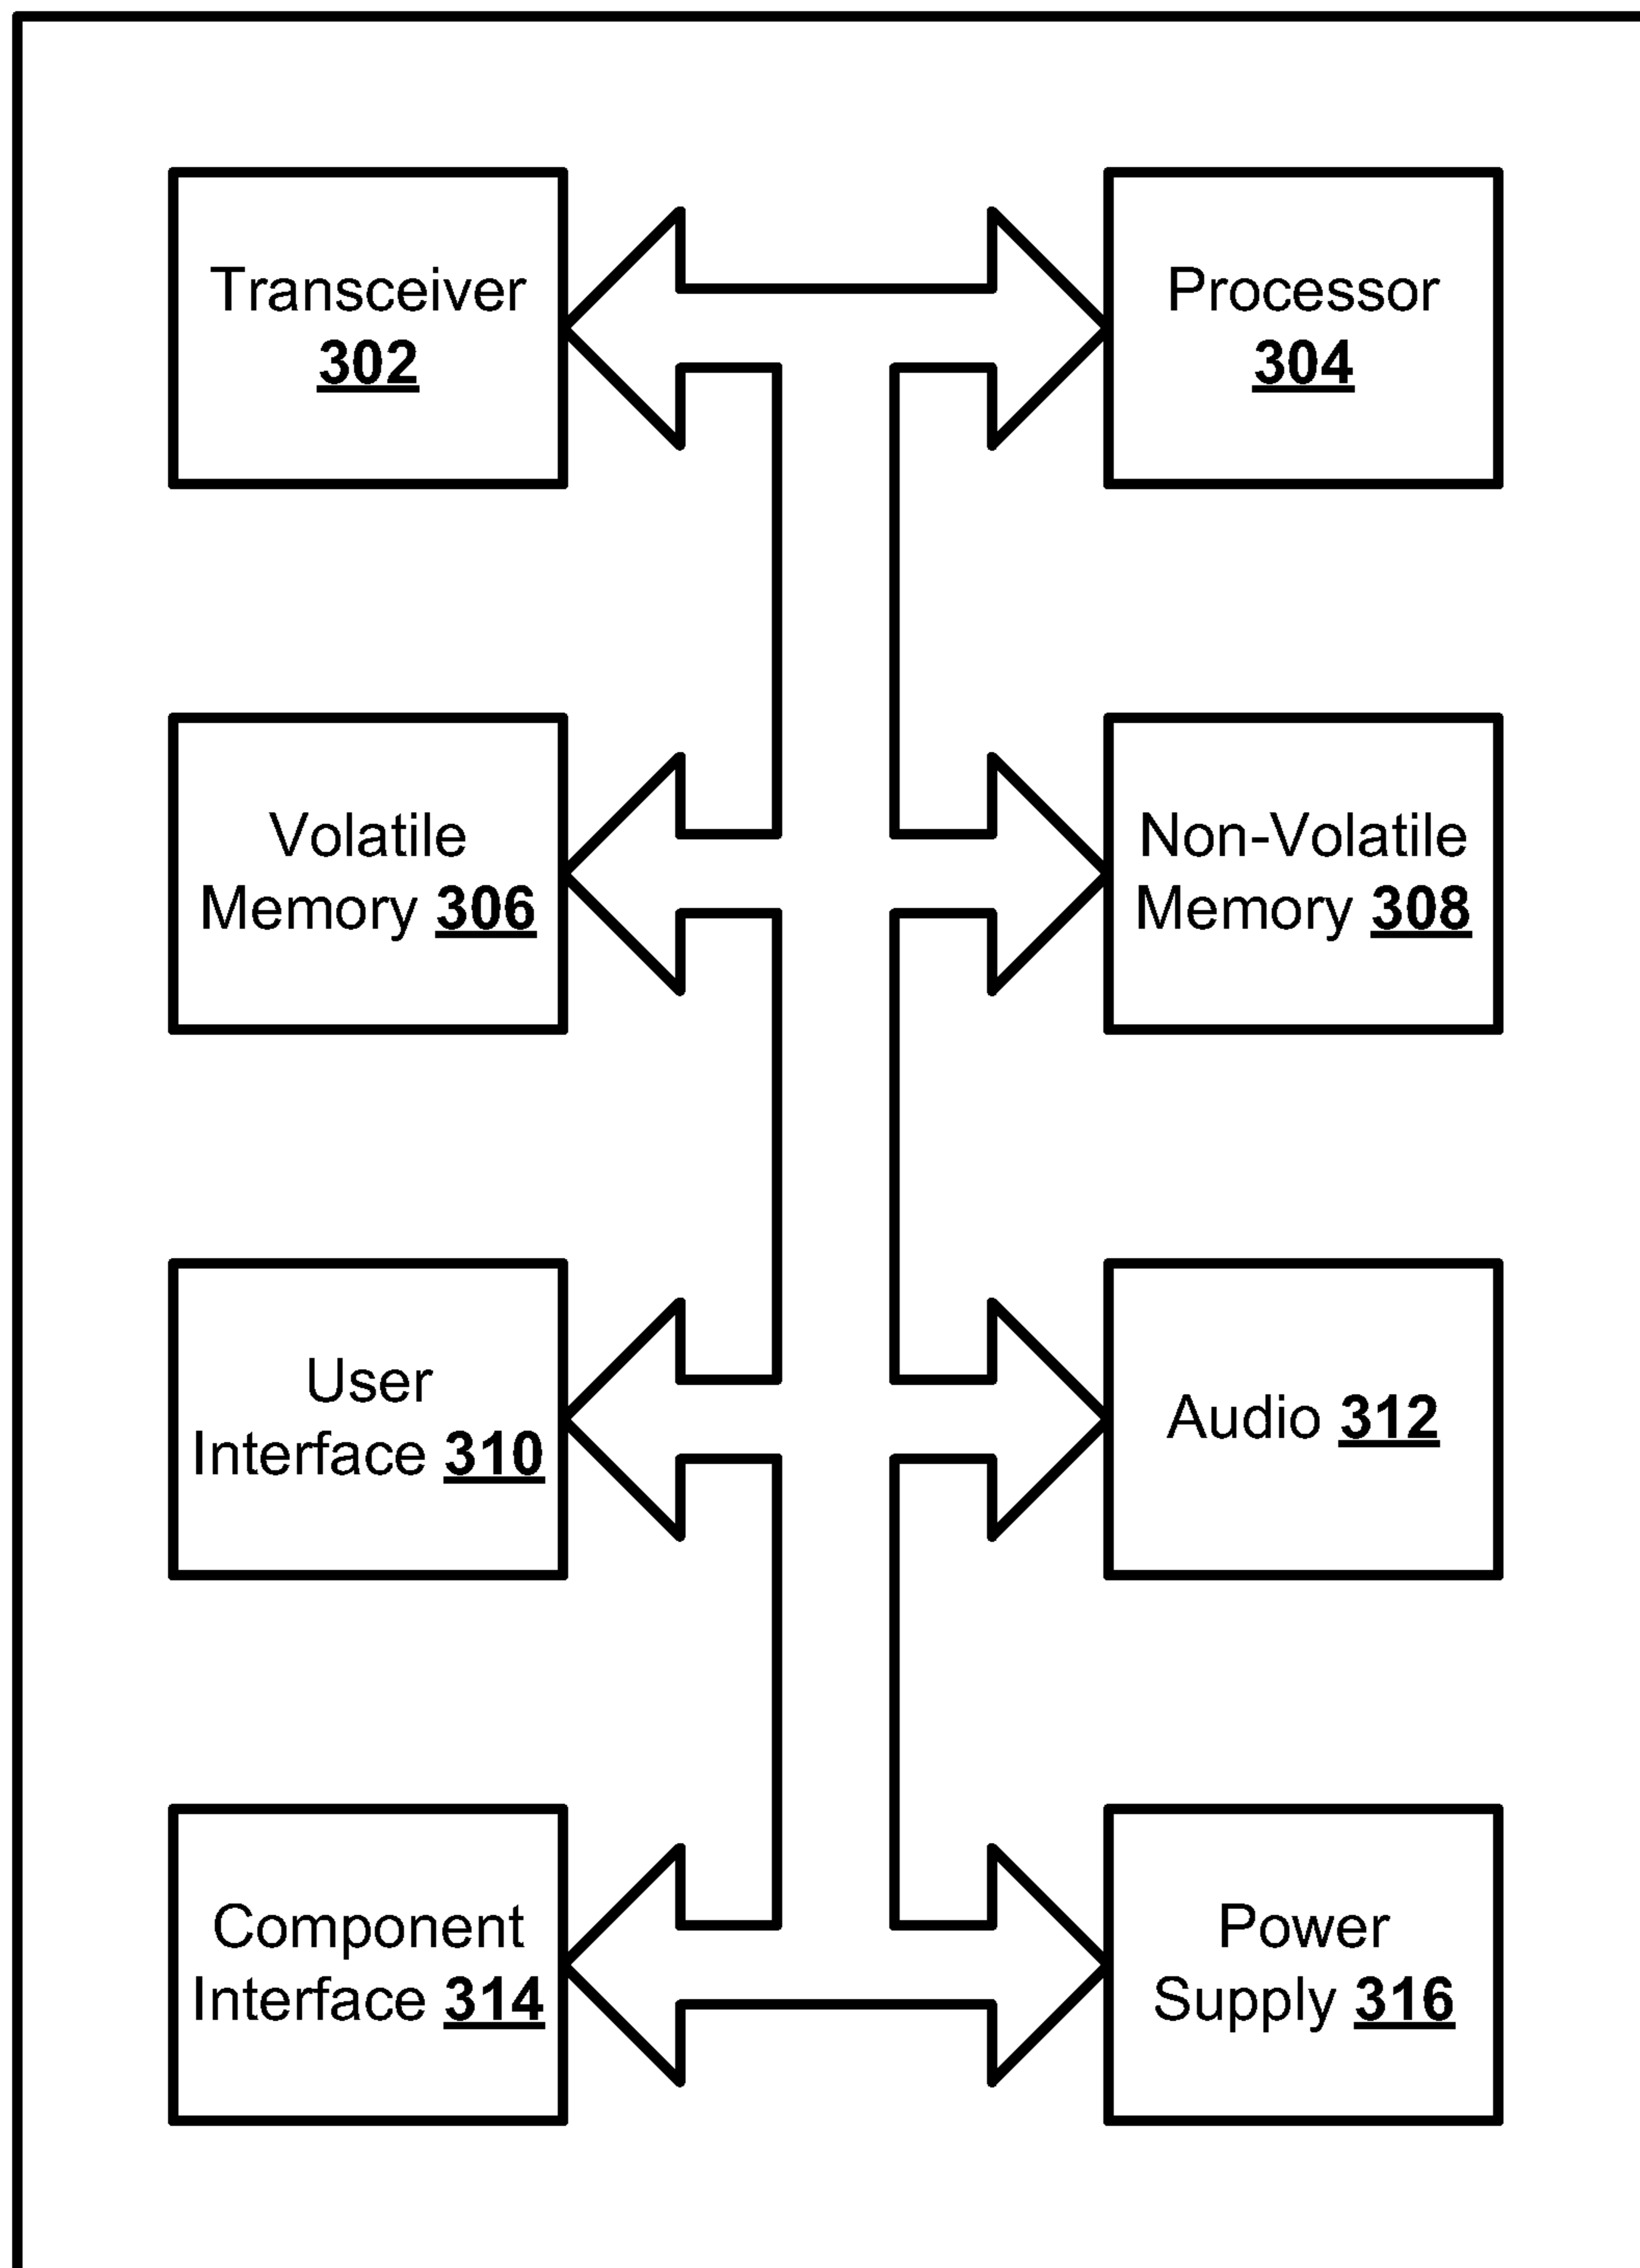 Transceiver
302
Processor
304
Volatile
Memory 306
Non-Volatile
Memory 308
User
Interface 310
Audio 312
Component
Interface 314
Power
Supply 316